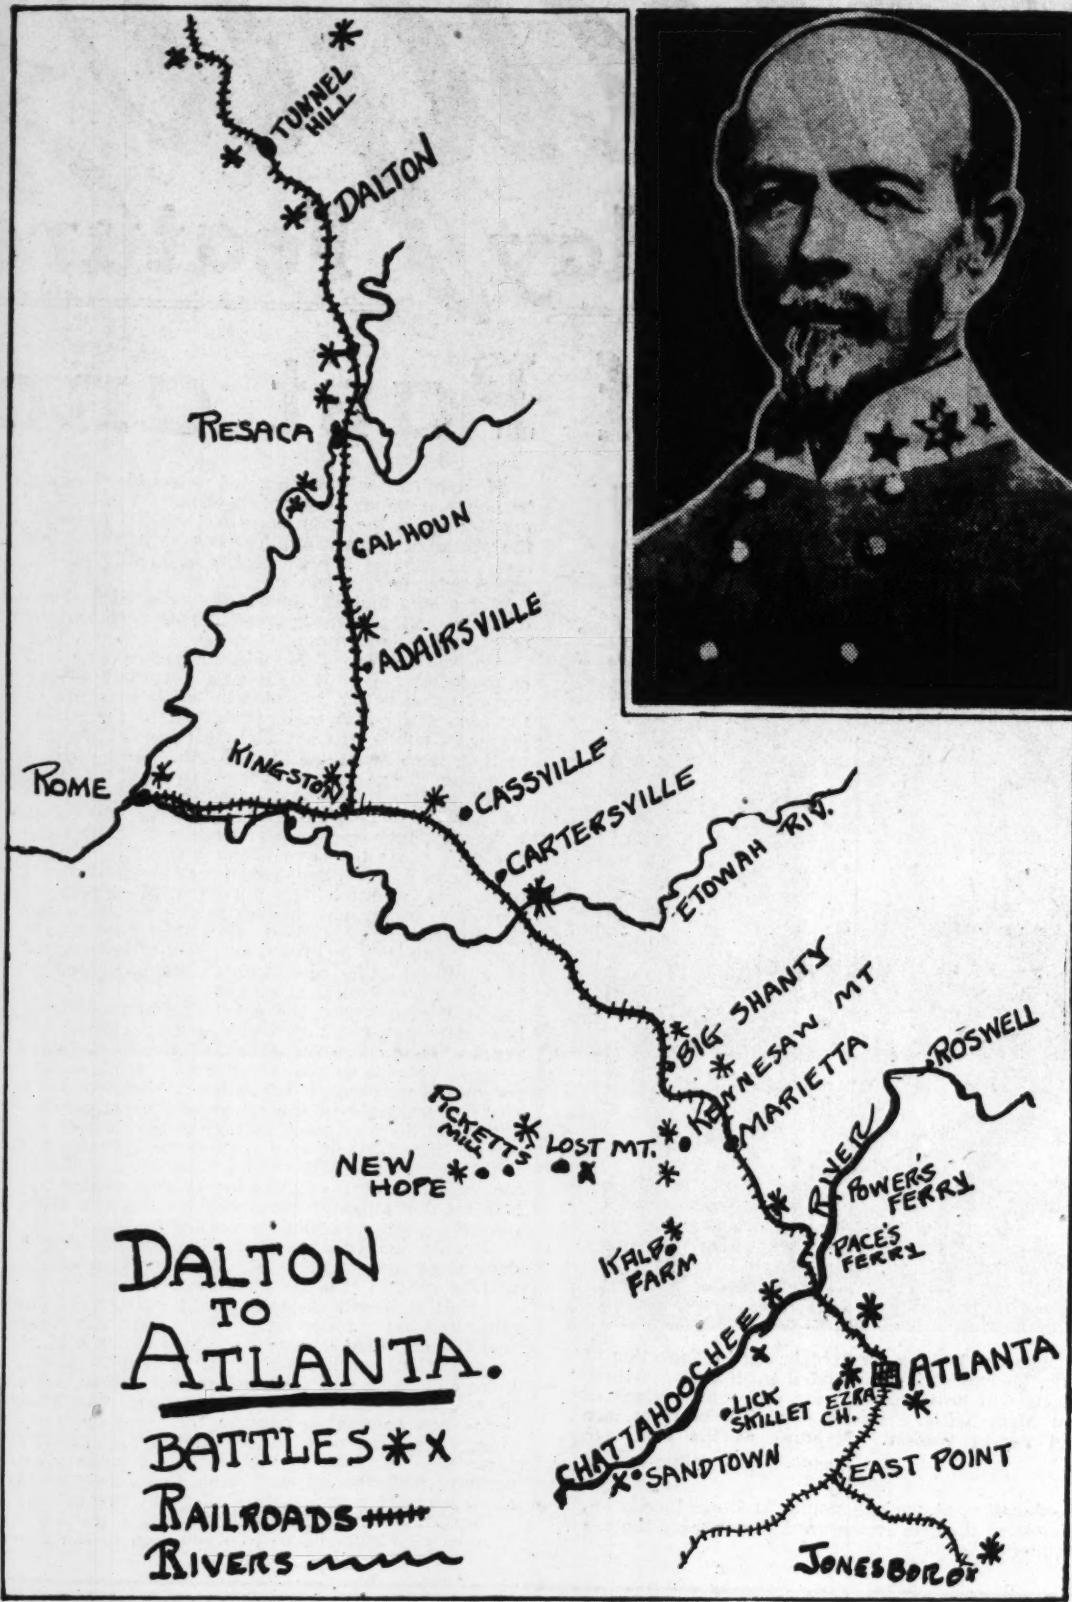 TUNNEL
HILL
DALTON
RESACA
CALHOUN
ADAIRSVILLE
KINGSTON
ROME
CASSVILLE
CARTERSVILLE
ETOWAH RIV.
BIG SHANTY
KENNESAW MT
MARIETTA
ROSWELL
PICKETTS'
MILL
LOST MT.
NEW
HOPE
RIVER
POWER'S
FERRY
PACE'S
FERRY
KALB
FARM
DALTON
TO
ATLANTA.
CHATTAHOOCHEE
ATLANTA
LICK
SKILLET
EZRA
CH.
SANDTOWN
EAST POINT
JONESBORO
BATTLES * X
RAILROADS
RIVERS